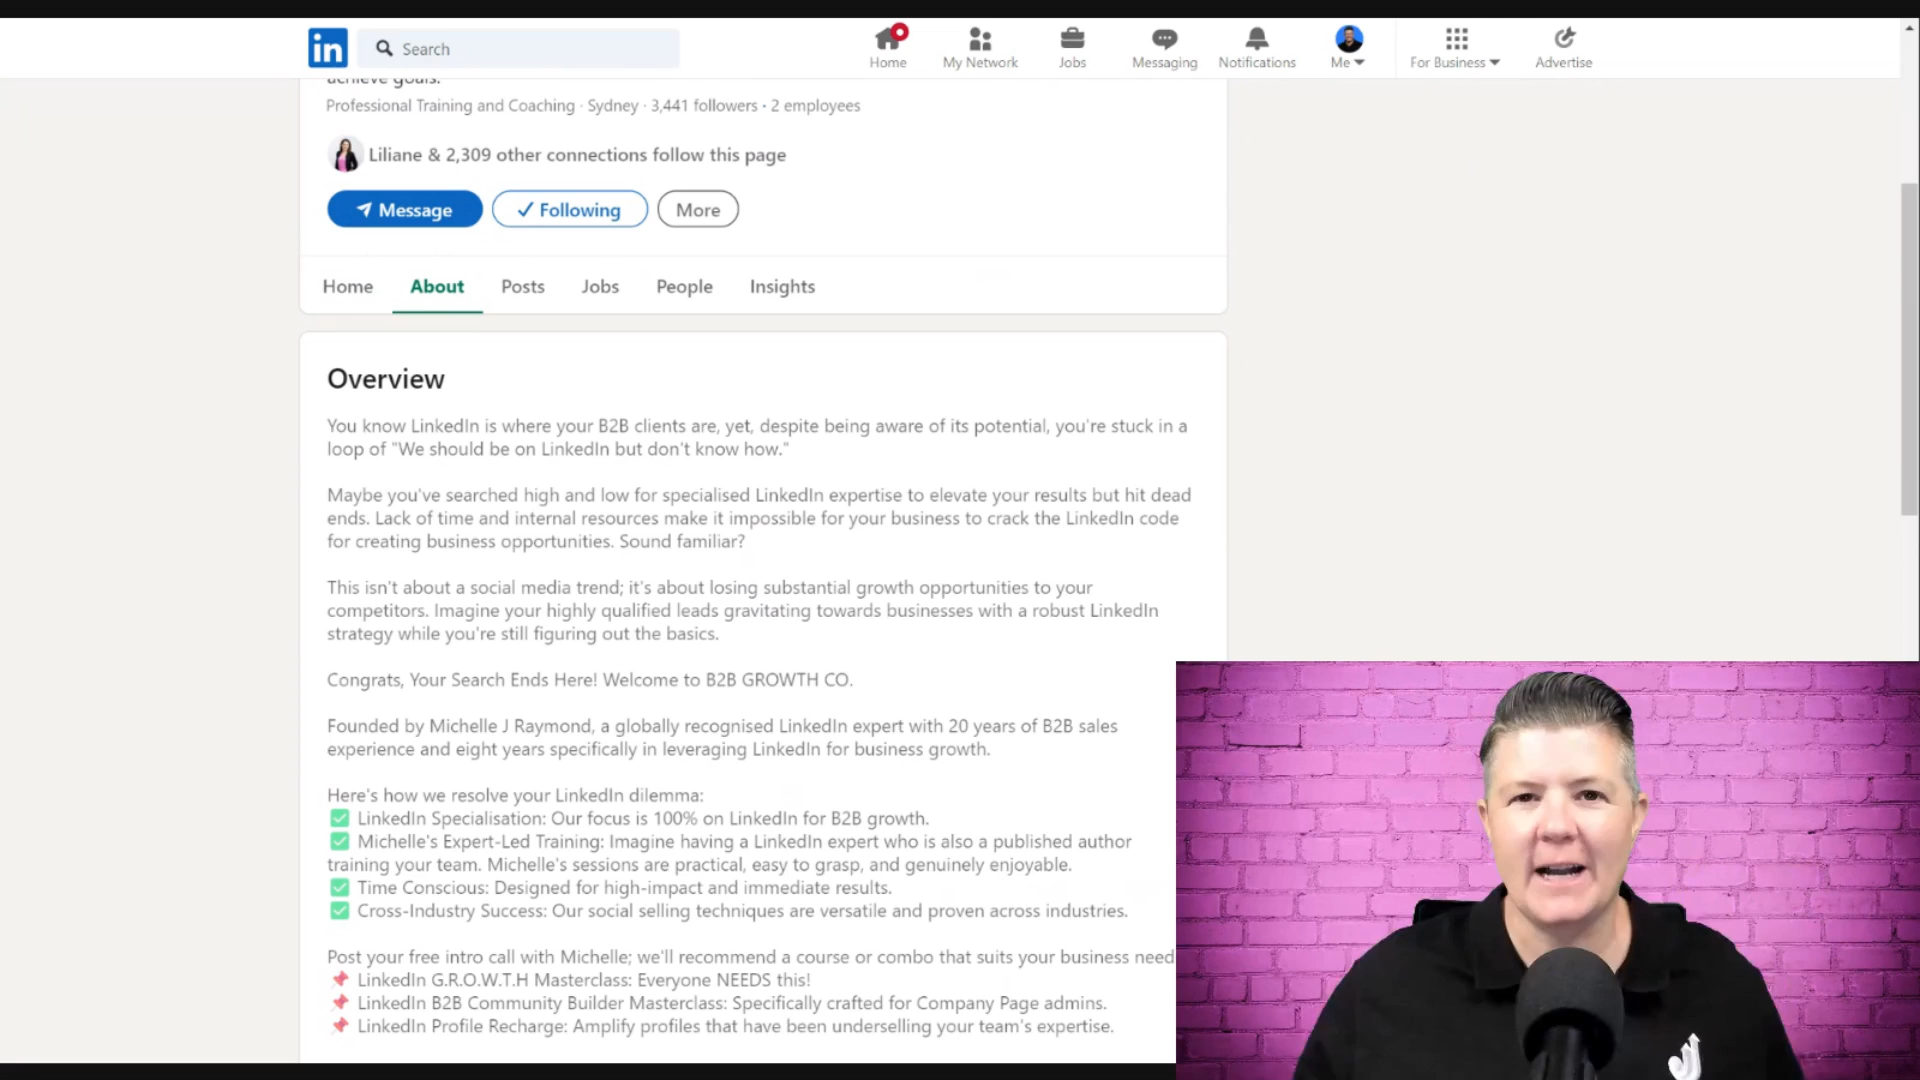 in
Search
Home
My Network
Jobs
Messaging
Notifications
Me
For Business
Advertise
achieve goals.
Professional Training and Coaching · Sydney · 3,441 followers · 2 employees
Liliane & 2,309 other connections follow this page
Message
Following
More
Home
About
Posts
Jobs
People
Insights
Overview
You know LinkedIn is where your B2B clients are, yet, despite being aware of its potential, you're stuck in a
loop of "We should be on LinkedIn but don't know how."
Maybe you've searched high and low for specialised LinkedIn expertise to elevate your results but hit dead
ends. Lack of time and internal resources make it impossible for your business to crack the LinkedIn code
for creating business opportunities. Sound familiar?
This isn't about a social media trend; it's about losing substantial growth opportunities to your
competitors. Imagine your highly qualified leads gravitating towards businesses with a robust LinkedIn
strategy while you're still figuring out the basics.
Congrats, Your Search Ends Here! Welcome to B2B GROWTH CO.
Founded by Michelle J Raymond, a globally recognised LinkedIn expert with 20 years of B2B sales
experience and eight years specifically in leveraging LinkedIn for business growth.
Here's how we resolve your LinkedIn dilemma:
✅ LinkedIn Specialisation: Our focus is 100% on LinkedIn for B2B growth.
✅ Michelle's Expert-Led Training: Imagine having a LinkedIn expert who is also a published author
training your team. Michelle's sessions are practical, easy to grasp, and genuinely enjoyable.
✅ Time Conscious: Designed for high-impact and immediate results.
✅ Cross-Industry Success: Our social selling techniques are versatile and proven across industries.
Post your free intro call with Michelle; we'll recommend a course or combo that suits your business need
📌 LinkedIn G.R.O.W.T.H Masterclass: Everyone NEEDS this!
📌 LinkedIn B2B Community Builder Masterclass: Specifically crafted for Company Page admins.
📌 LinkedIn Profile Recharge: Amplify profiles that have been underselling your team's expertise.